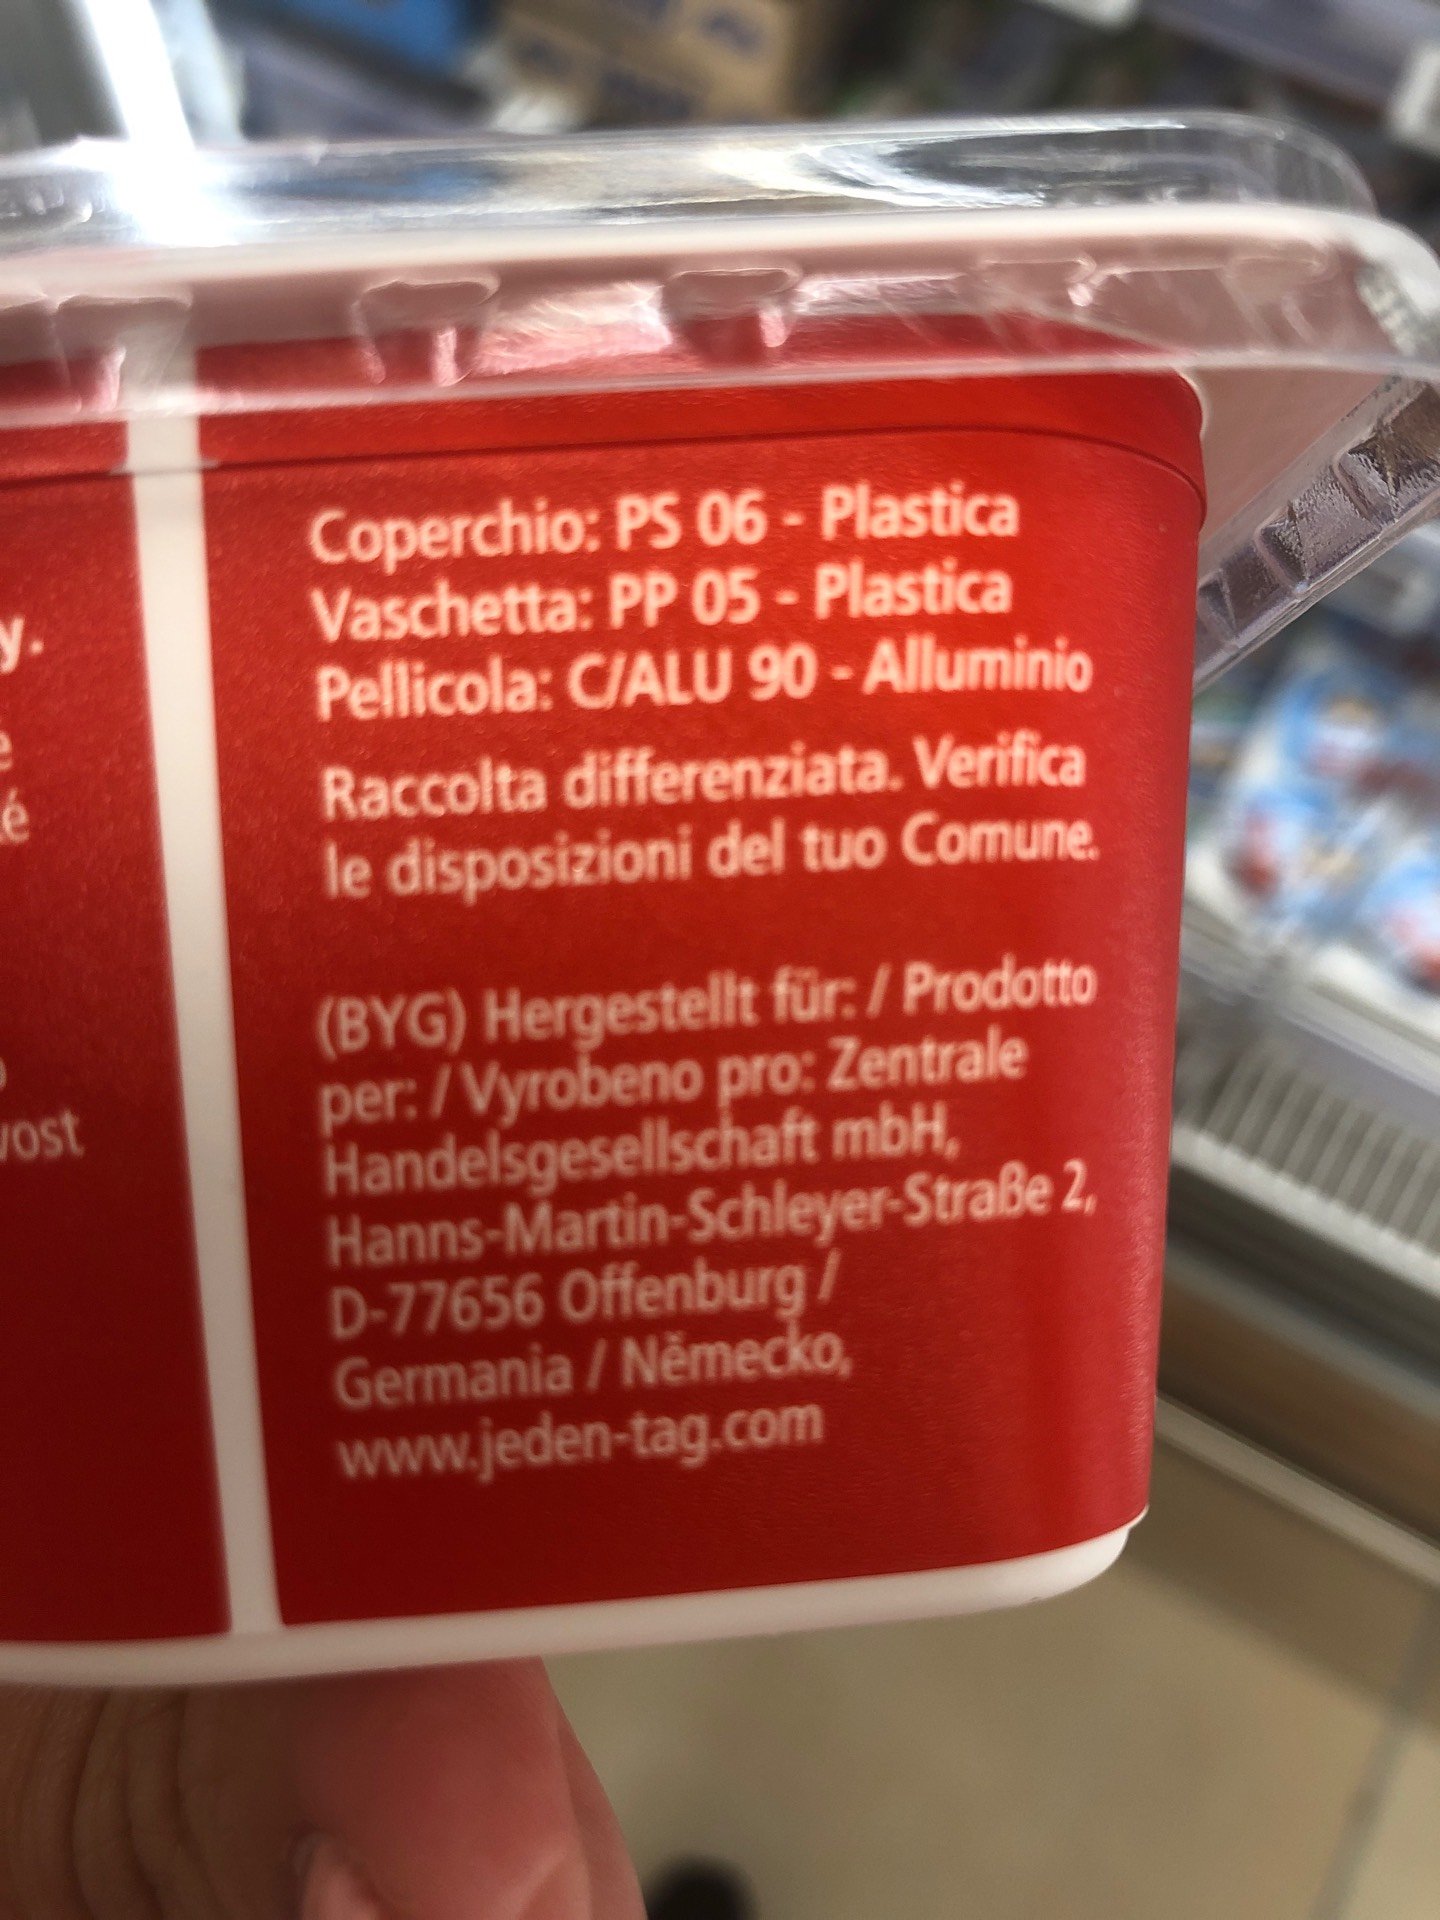 Coperchio: PS 06 - Plastica
Vaschetta: PP 05 - Plastica
Pellicola: C/ALU 90 - Alluminio
Raccolta differenziata. Verifica
le disposizioni del tuo Comune.
(BYG) Hergestellt für: / Prodotto
per: / Vyrobeno pro: Zentrale
Handelsgesellschaft mbH,
Hanns-Martin-Schleyer-Straße 2,
D-77656 Offenburg /
Germania / Německo,
www.jeden-tag.com